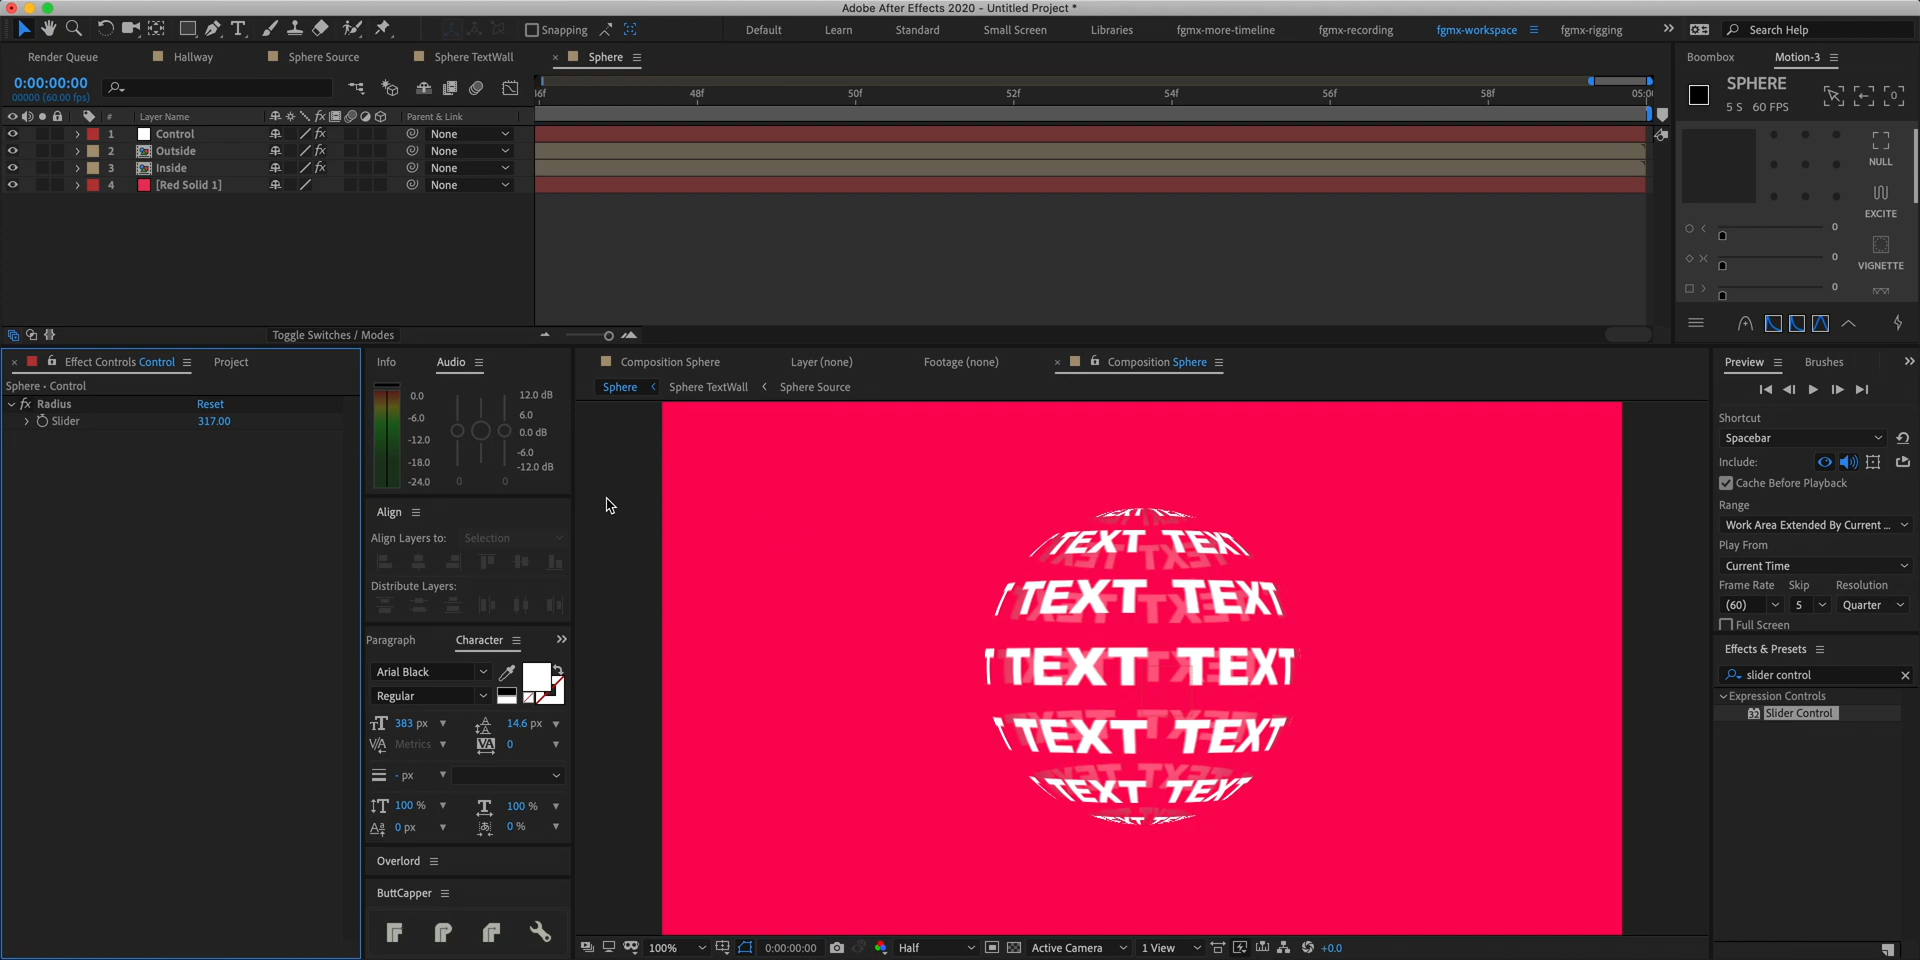 Adobe After Effects 2020 - Untitled Project *
Snapping
Default
Learn
Standard
Small Screen
Libraries
fgmx-more-timeline
fgmx-recording
fgmx-workspace
fgmx-rigging
Search Help
Render Queue
Hallway
Sphere Source
Sphere TextWall
Sphere
Boombox
Motion-3
0:00:00:00
00000 (60.00 fps)
46f 48f 50f 52f 54f 56f 58f
SPHERE
5 S 60 FPS
# Layer Name
Parent & Link
1 Control None
2 Outside None
3 Inside None
4 [Red Solid 1] None
NULL
EXCITE
0
VIGNETTE
0
0
Toggle Switches / Modes
Effect Controls Control
Project
Info
Audio
Composition Sphere
Layer (none)
Footage (none)
Composition Sphere
Preview
Brushes
Sphere • Control
Sphere
Sphere TextWall
Sphere Source
fx Radius Reset
Slider 317.00
0.0
-6.0
-12.0
-18.0
-24.0
12.0 dB
6.0
0.0 dB
-6.0
-12.0 dB
0 0
Align
Align Layers to: Selection
Distribute Layers:
Paragraph
Character
Arial Black
Regular
383 px
14.6 px
Metrics
0
- px
100 %
100 %
0 px
0 %
Overlord
ButtCapper
TEXT TEXT
TEXT TEXT
TEXT TEXT
TEXT TEXT
TEXT TEXT
Shortcut
Spacebar
Include:
Cache Before Playback
Range
Work Area Extended By Current ...
Play From
Current Time
Frame Rate Skip Resolution
(60) 5 Quarter
Full Screen
Effects & Presets
slider control
Expression Controls
Slider Control
100%
0:00:00:00
Half
Active Camera
1 View
+0.0